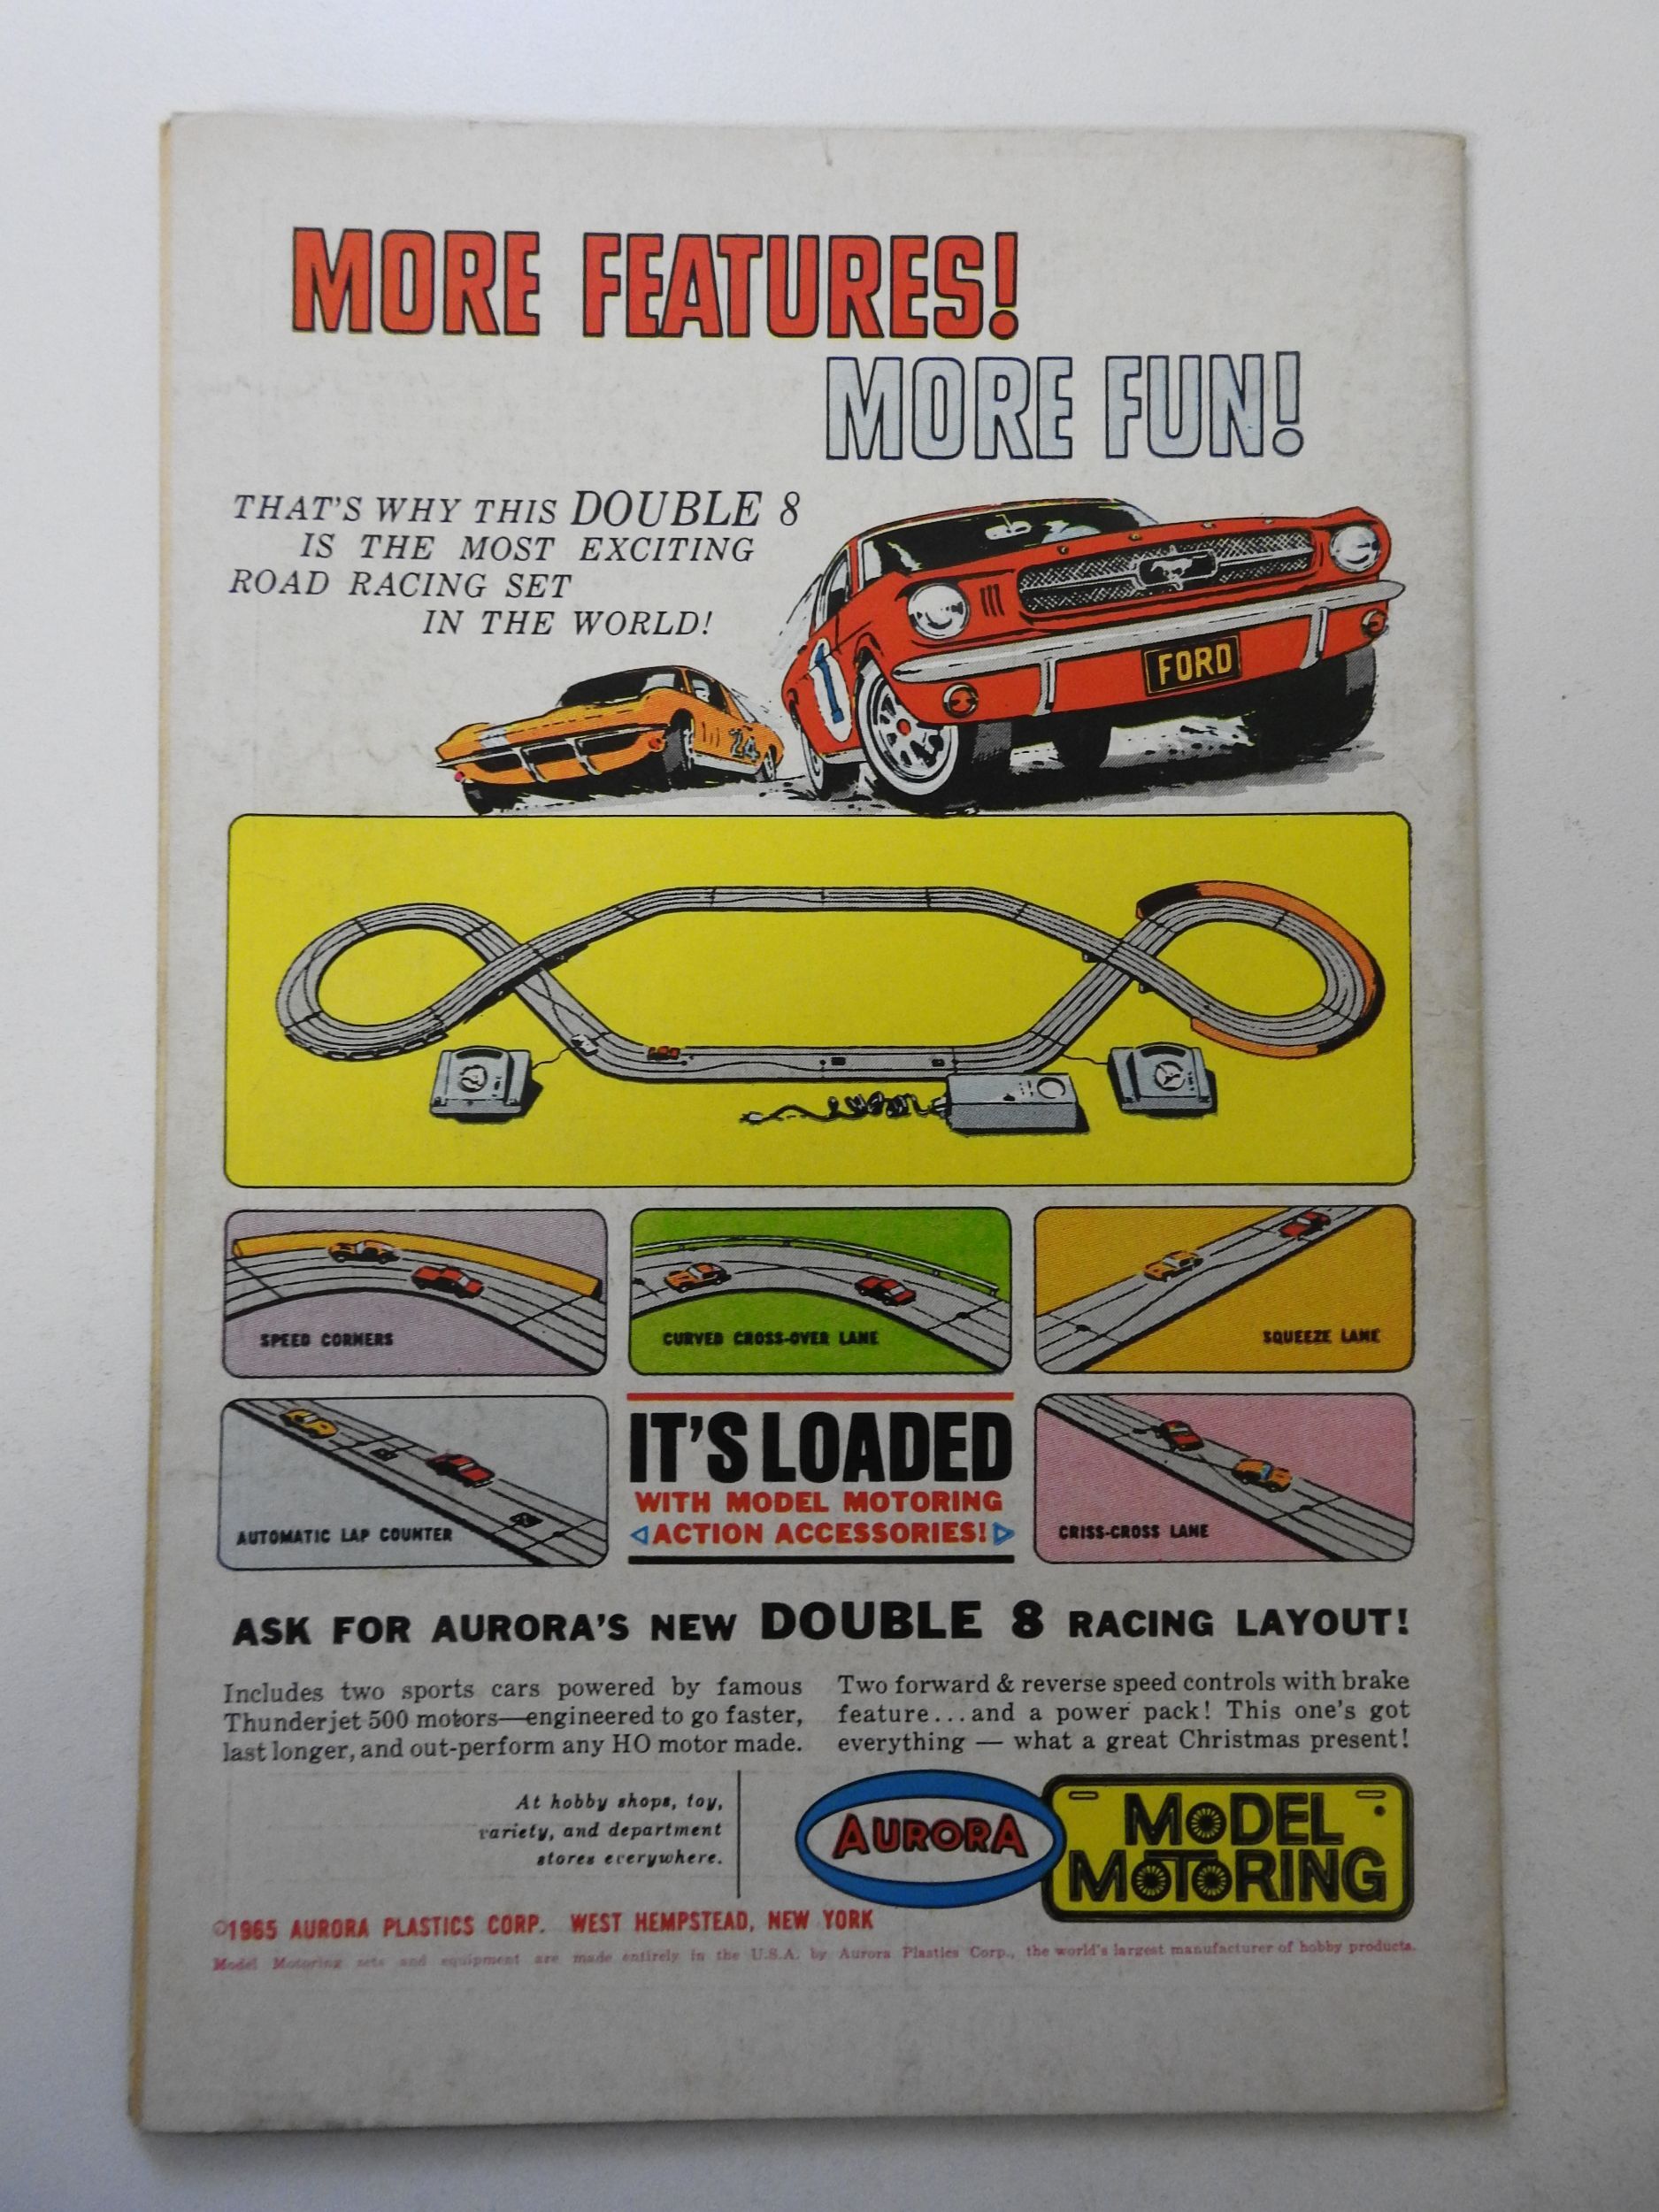 MORE FEATURES!
MORE FUN!
THAT'S WHY THIS DOUBLE 8
IS THE MOST EXCITING
ROAD RACING SET
IN THE WORLD!
1
FORD
24
SPEED CORNERS
CURVED CROSS-OVER LANE
SQUEEZE LANE
AUTOMATIC LAP COUNTER
IT'S LOADED
WITH MODEL MOTORING
ACTION ACCESSORIES!
CRISS-CROSS LANE
ASK FOR AURORA'S NEW DOUBLE 8 RACING LAYOUT!
Includes two sports cars powered by famous
Thunderjet 500 motors—engineered to go faster,
last longer, and out-perform any HO motor made.
Two forward & reverse speed controls with brake
feature...and a power pack! This one's got
everything — what a great Christmas present!
At hobby shops, toy,
variety, and department
stores everywhere.
AURORA
MODEL
MOTORING
©1965 AURORA PLASTICS CORP. WEST HEMPSTEAD, NEW YORK
Model Motoring sets and equipment are made entirely in the U.S.A. by Aurora Plastics Corp., the world's largest manufacturer of hobby products.